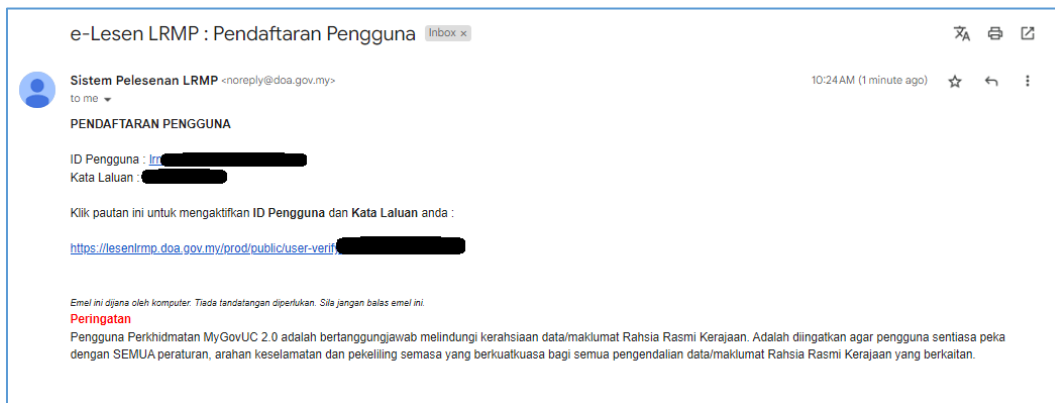 e-Lesen LRMP : Pendaftaran Pengguna Inbox x
Sistem Pelesenan LRMP <noreply@doa.gov.my> 10:24 AM (1 minute ago)
to me
PENDAFTARAN PENGGUNA
ID Pengguna :
Kata Laluan :
Klik pautan ini untuk mengaktifkan ID Pengguna dan Kata Laluan anda :
https://lesenlrmp.doa.gov.my/prod/public/user-verify
Emel ini dijana oleh komputer. Tiada tandatangan diperlukan. Sila jangan balas emel ini.
Peringatan
Pengguna Perkhidmatan MyGovUC 2.0 adalah bertanggungjawab melindungi kerahsiaan data/maklumat Rahsia Rasmi Kerajaan. Adalah diingatkan agar pengguna sentiasa peka
dengan SEMUA peraturan, arahan keselamatan dan pekeliling semasa yang berkuatkuasa bagi semua pengendalian data/maklumat Rahsia Rasmi Kerajaan yang berkaitan.